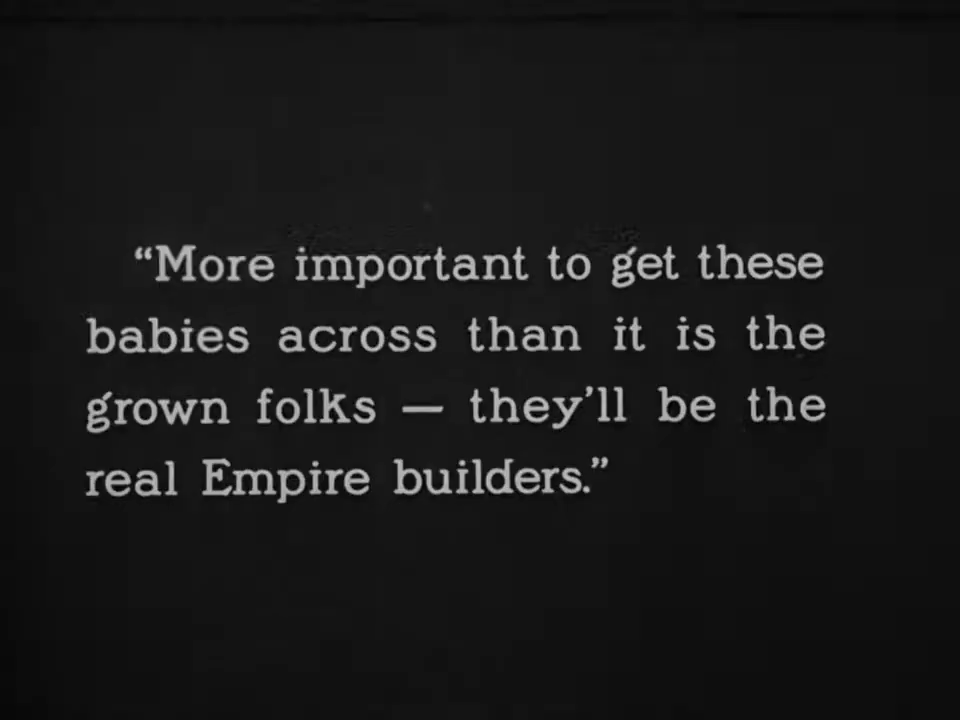 “More important to get these
babies across than it is the
grown folks — they’ll be the
real Empire builders.”